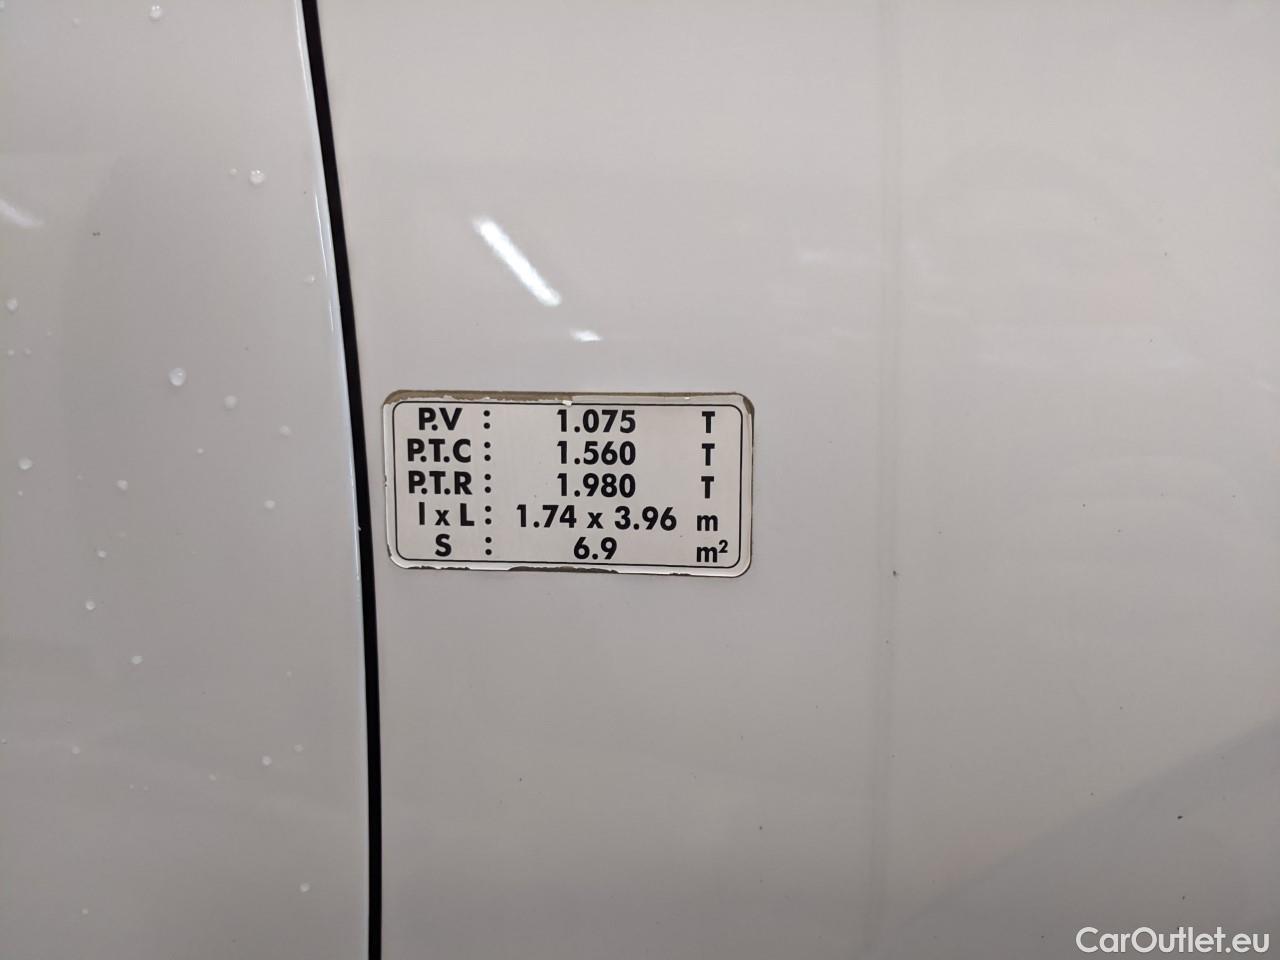 P.V : 1.075 T
P.T.C : 1.560 T
P.T.R : 1.980 T
l x L : 1.74 x 3.96 m
S : 6.9 m²
CarOutlet.eu